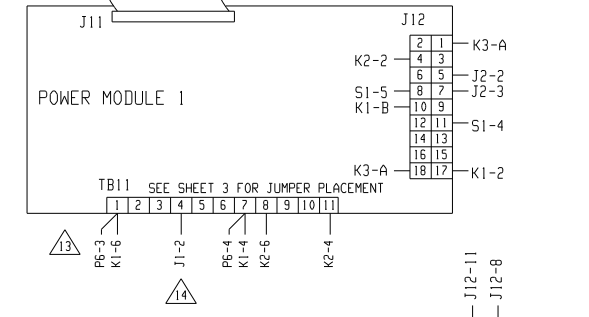 J11
J12
2 1 K3-A
K2-2 4 3
6 5 J2-2
S1-5 8 7 J2-3
K1-B 10 9
12 11 S1-4
14 13
16 15
K3-A 18 17 K1-2
POWER MODULE 1
TB11 SEE SHEET 3 FOR JUMPER PLACEMENT
1 2 3 4 5 6 7 8 9 10 11
13
P6-3
K1-6
J1-2
P6-4
K1-4
K2-6
K2-4
14
J12-11
J12-8